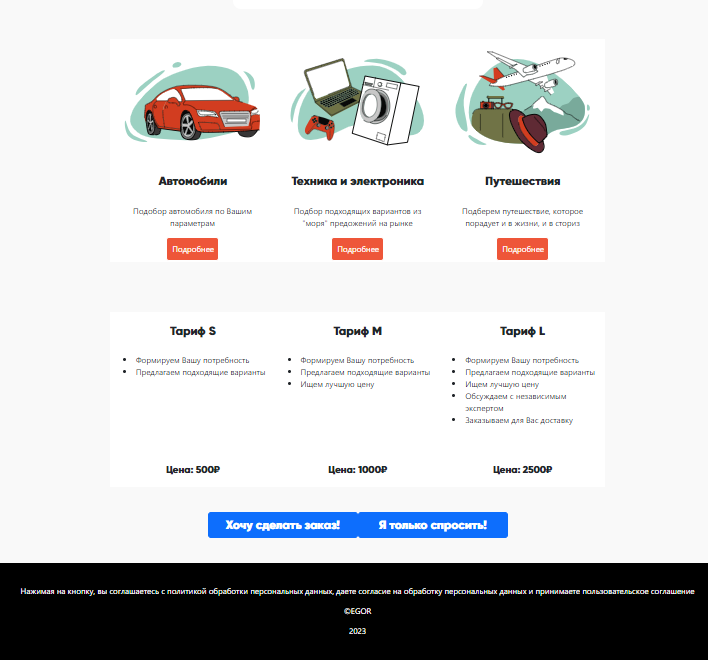 Автомобили
Подобор автомобиля по Вашим
параметрам
Подробнее
Техника и электроника
Подбор подходящих вариантов из
"моря" предожений на рынке
Подробнее
Путешествия
Подберем путешествие, которое
порадует и в жизни, и в сториз
Подробнее
Тариф S
Формируем Вашу потребность
Предлагаем подходящие варианты
Цена: 500₽
Тариф M
Формируем Вашу потребность
Предлагаем подходящие варианты
Ищем лучшую цену
Цена: 1000₽
Тариф L
Формируем Вашу потребность
Предлагаем подходящие варианты
Ищем лучшую цену
Обсуждаем с независимым
экспертом
Заказываем для Вас доставку
Цена: 2500₽
Хочу сделать заказ!
Я только спросить!
Нажимая на кнопку, вы соглашаетесь с политикой обработки персональных данных, даете согласие на обработку персональных данных и принимаете пользовательское соглашение
©EGOR
2023